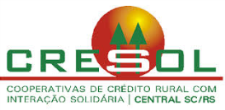 CRESOL
COOPERATIVAS DE CRÉDITO RURAL COM
INTERAÇÃO SOLIDÁRIA | CENTRAL SC/RS